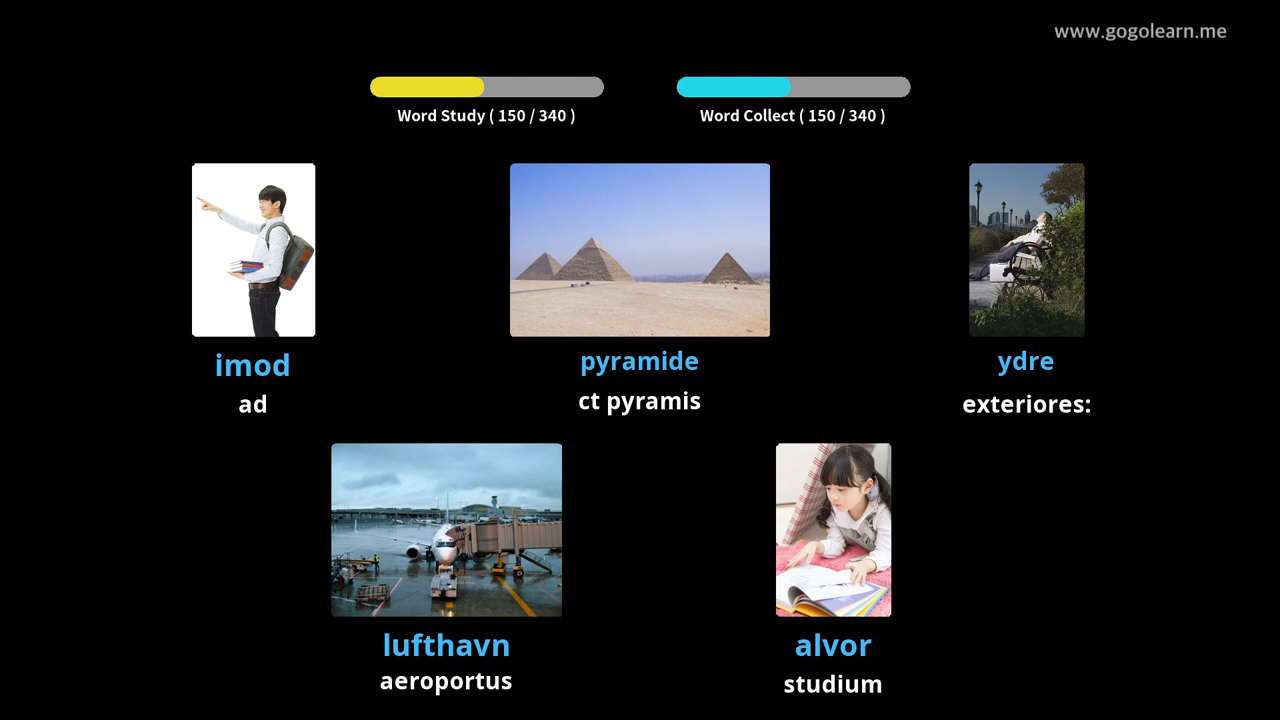 www.gogolearn.me
Word Study ( 150 / 340 )
Word Collect ( 150 / 340 )
imod
ad
pyramide
ct pyramis
ydre
exteriores:
lufthavn
aeroportus
alvor
studium